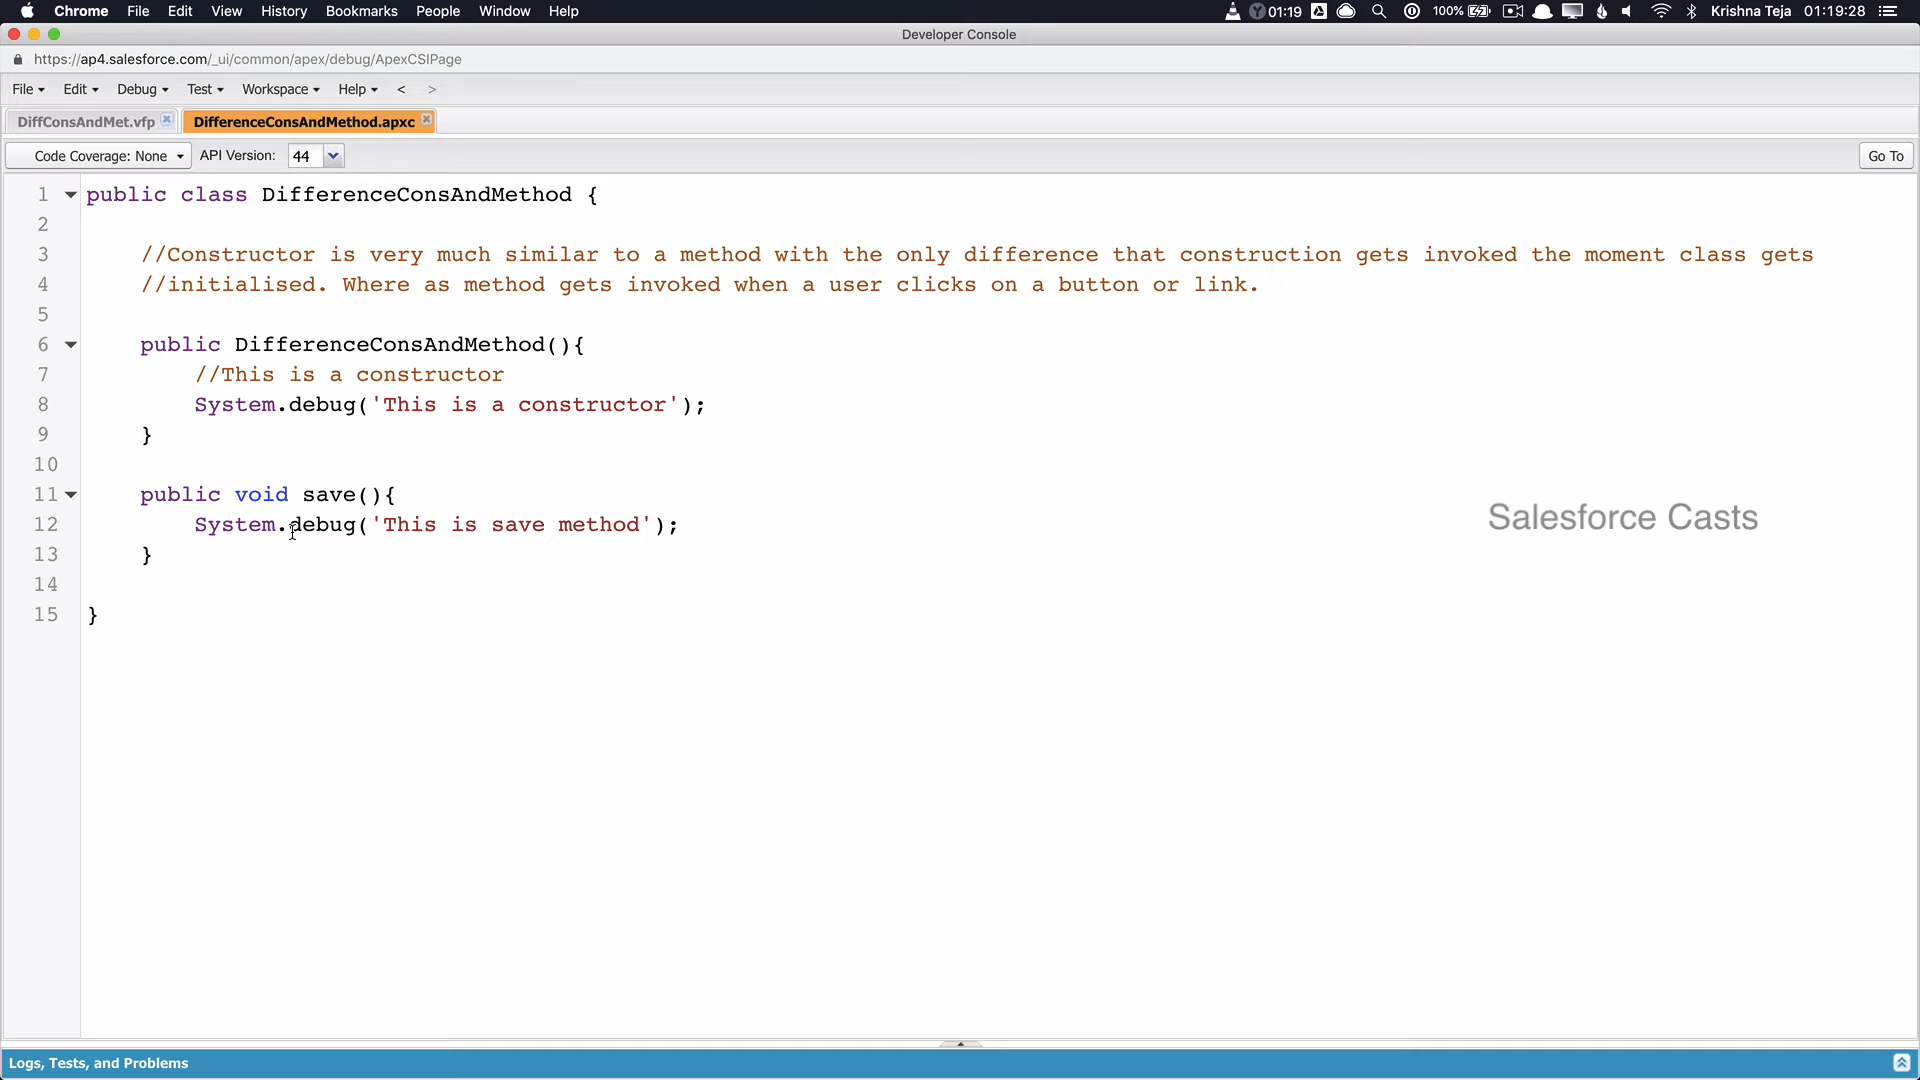 Chrome File Edit View History Bookmarks People Window Help 01:19 100% Krishna Teja 01:19:28
Developer Console
https://ap4.salesforce.com/_ui/common/apex/debug/ApexCSIPage
File Edit Debug Test Workspace Help < >
DiffConsAndMet.vfp DifferenceConsAndMethod.apxc
Code Coverage: None API Version: 44 Go To
1 public class DifferenceConsAndMethod {
2
3 //Constructor is very much similar to a method with the only difference that construction gets invoked the moment class gets
4 //initialised. Where as method gets invoked when a user clicks on a button or link.
5
6 public DifferenceConsAndMethod(){
7 //This is a constructor
8 System.debug('This is a constructor');
9 }
10
11 public void save(){
12 System.debug('This is save method');
13 }
14
15 }
Salesforce Casts
Logs, Tests, and Problems